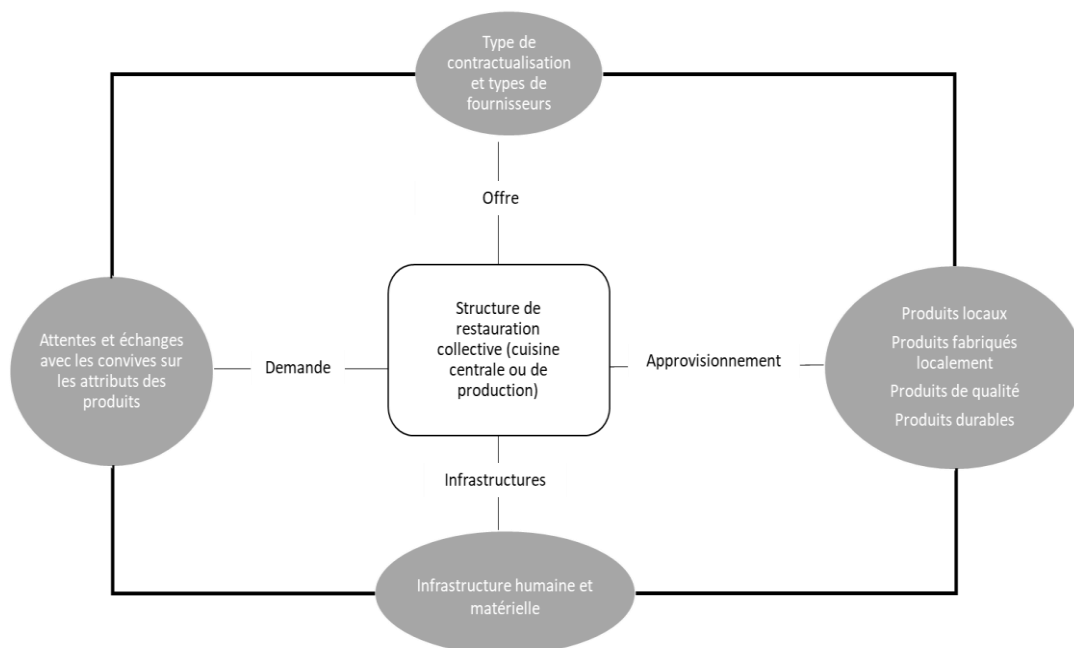 Type de
contractualisation
et types de
fournisseurs
Offre
Attentes et échanges
avec les convives sur
les attributs des
produits
Demande
Structure de
restauration
collective (cuisine
centrale ou de
production)
Approvisionnement
Produits locaux
Produits fabriqués
localement
Produits de qualité
Produits durables
Infrastructures
Infrastructure humaine et
matérielle